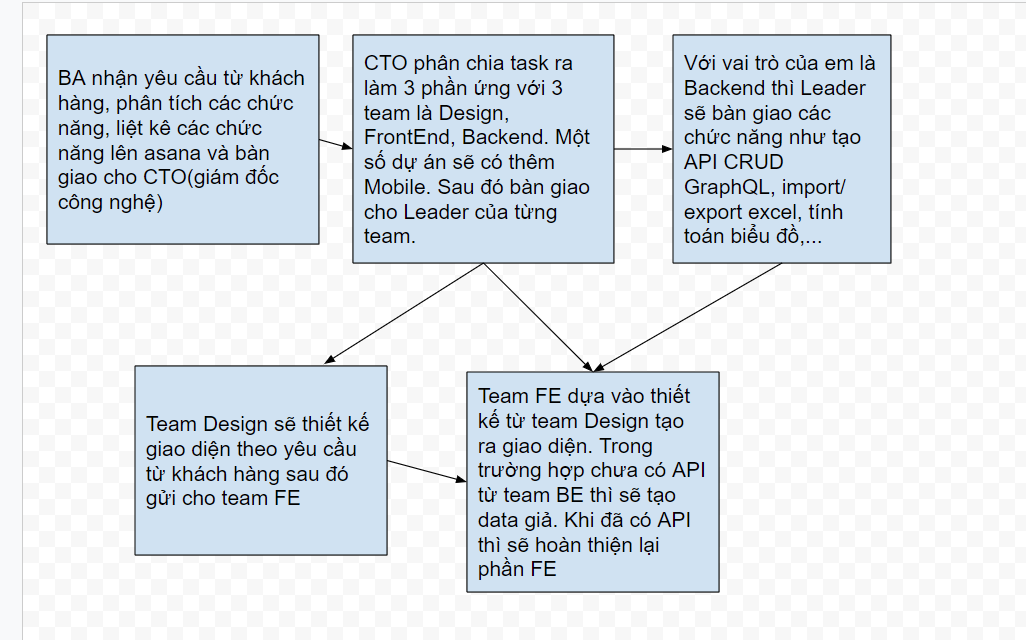 BA nhận yêu cầu từ khách
hàng, phân tích các chức
năng, liệt kê các chức
năng lên asana và bàn
giao cho CTO(giám đốc
công nghệ)
CTO phân chia task ra
làm 3 phần ứng với 3
team là Design,
FrontEnd, Backend. Một
số dự án sẽ có thêm
Mobile. Sau đó bàn giao
cho Leader của từng
team.
Với vai trò của em là
Backend thì Leader
sẽ bàn giao các
chức năng như tạo
API CRUD
GraphQL, import/
export excel, tính
toán biểu đồ,...
Team Design sẽ thiết kế
giao diện theo yêu cầu
từ khách hàng sau đó
gửi cho team FE
Team FE dựa vào thiết
kế từ team Design tạo
ra giao diện. Trong
trường hợp chưa có API
từ team BE thì sẽ tạo
data giả. Khi đã có API
thì sẽ hoàn thiện lại
phần FE